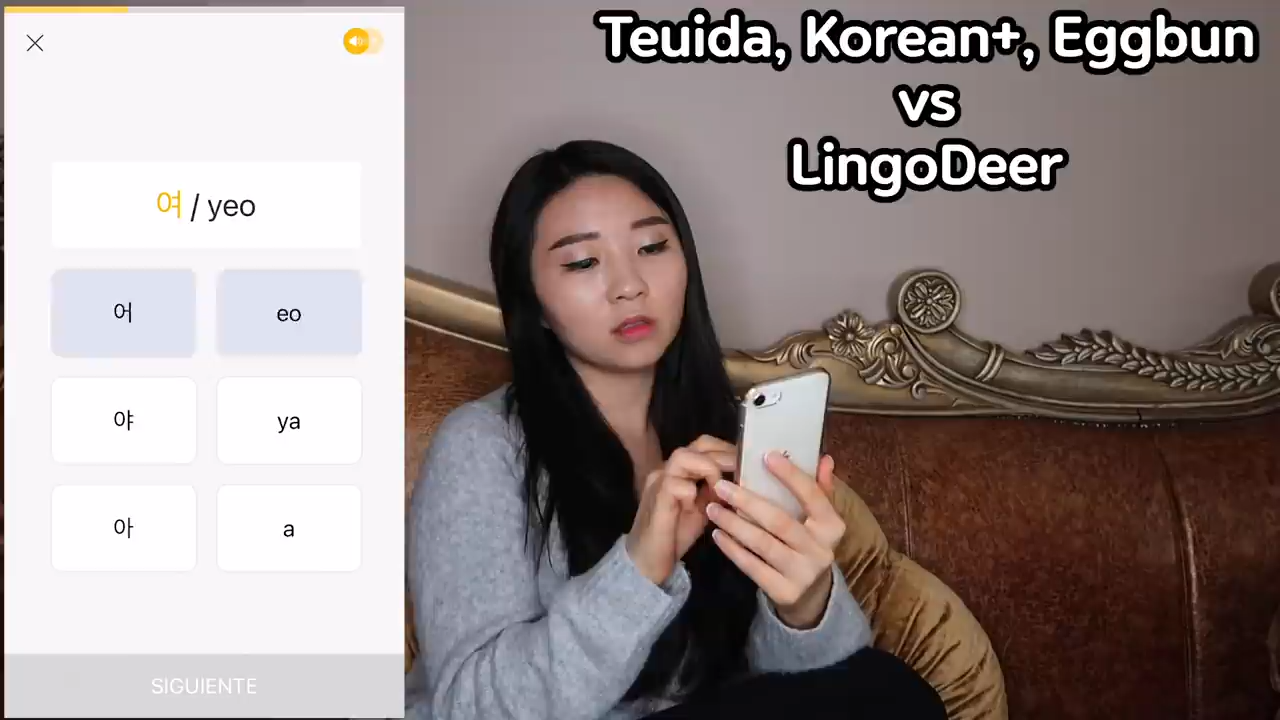 여 / yeo
어
eo
야
ya
아
a
SIGUIENTE
Teuida, Korean+, Eggbun
vs
LingoDeer